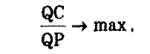 QC/QP → max.